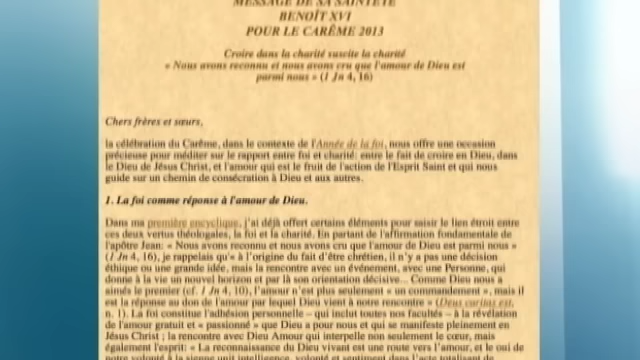 MESSAGE DE SA SAINTETÉ
BENOÎT XVI
POUR LE CARÊME 2013
Croire dans la charité suscite la charité
« Nous avons reconnu et nous avons cru que l'amour de Dieu est
parmi nous » (1 Jn 4, 16)
Chers frères et sœurs,
la célébration du Carême, dans le contexte de l'Année de la foi, nous offre une occasion
précieuse pour méditer sur le rapport entre foi et charité: entre le fait de croire en Dieu, dans
le Dieu de Jésus Christ, et l'amour qui est le fruit de l'action de l'Esprit Saint et qui nous
guide sur un chemin de consécration à Dieu et aux autres.
1. La foi comme réponse à l'amour de Dieu.
Dans ma première encyclique, j'ai déjà offert certains éléments pour saisir le lien étroit entre
ces deux vertus théologales, la foi et la charité. En partant de l'affirmation fondamentale de
l'apôtre Jean: « Nous avons reconnu et nous avons cru que l'amour de Dieu est parmi nous »
(1 Jn 4, 16), je rappelais qu'« à l'origine du fait d'être chrétien, il n'y a pas une décision
éthique ou une grande idée, mais la rencontre avec un événement, avec une Personne, qui
donne à la vie un nouvel horizon et par là son orientation décisive... Comme Dieu nous a
aimés le premier (cf. 1 Jn 4, 10), l'amour n'est plus seulement « un commandement », mais il
est la réponse au don de l'amour par lequel Dieu vient à notre rencontre » (Deus caritas est,
n. 1). La foi constitue l'adhésion personnelle – qui inclut toutes nos facultés – à la révélation
de l'amour gratuit et « passionné » que Dieu a pour nous et qui se manifeste pleinement en
Jésus Christ ; la rencontre avec Dieu Amour qui interpelle non seulement le cœur, mais
également l'esprit: « La reconnaissance du Dieu vivant est une route vers l'amour, et le oui de
notre volonté à la sienne unit intelligence, volonté et sentiment dans l'acte totalisant de